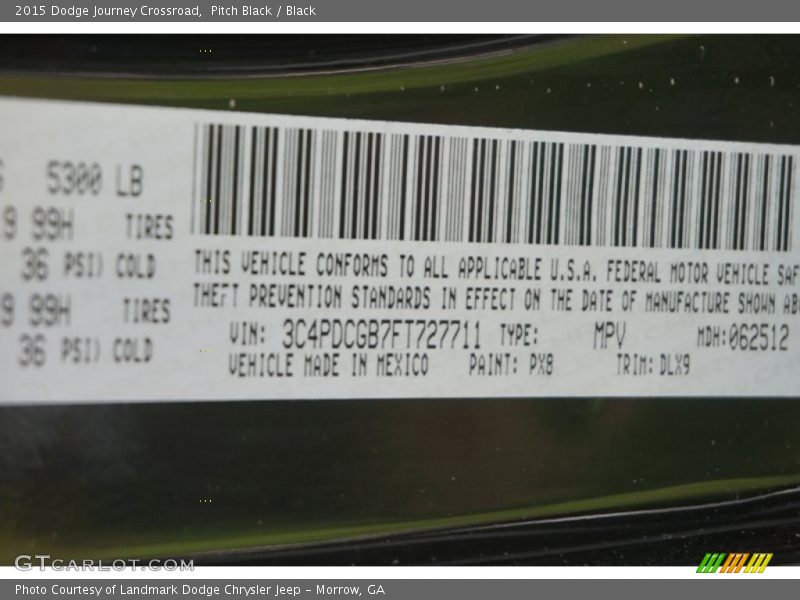 2015 Dodge Journey Crossroad, Pitch Black / Black
5300 LB
9 99H TIRES
36 PSI) COLD
9 99H TIRES
36 PSI) COLD
THIS VEHICLE CONFORMS TO ALL APPLICABLE U.S.A. FEDERAL MOTOR VEHICLE SAF
THEFT PREVENTION STANDARDS IN EFFECT ON THE DATE OF MANUFACTURE SHOWN AB
VIN: 3C4PDCGB7FT727711 TYPE: MPV MDH:062512
VEHICLE MADE IN MEXICO PAINT: PX8 TRIM: DLX9
GTCARLOT.COM
Photo Courtesy of Landmark Dodge Chrysler Jeep - Morrow, GA